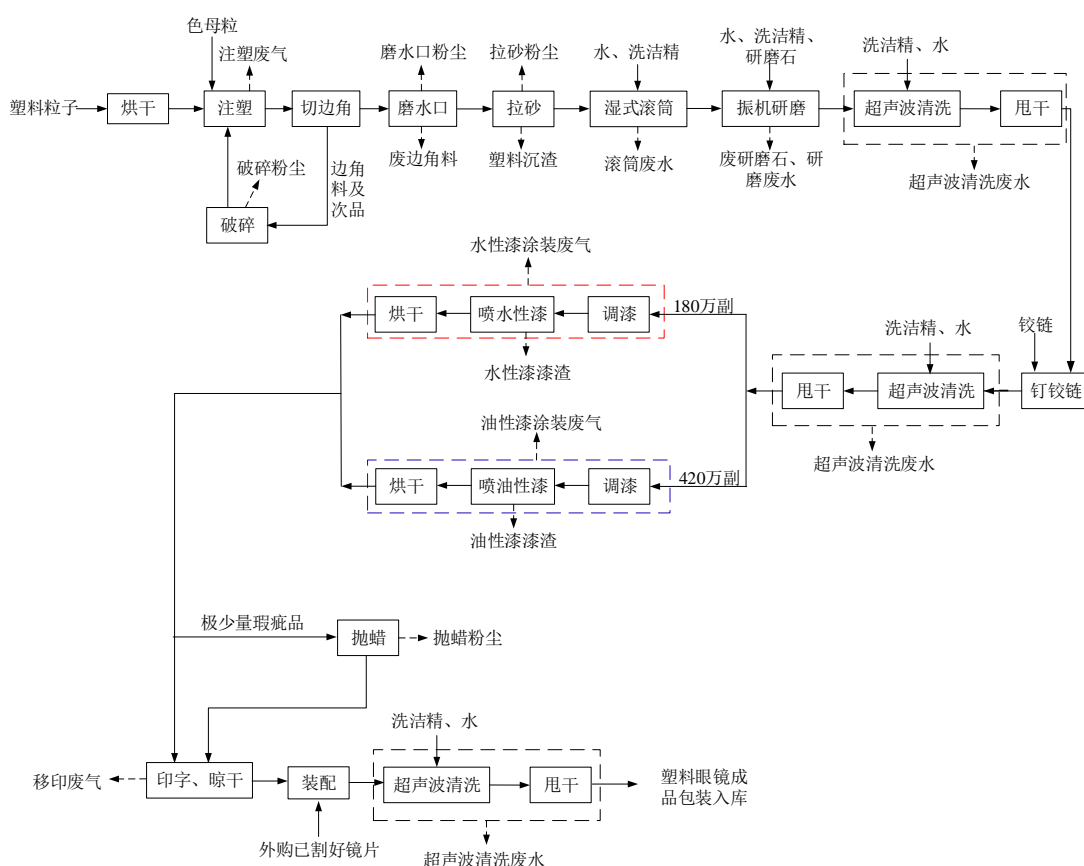 色母粒
注塑废气
磨水口粉尘
拉砂粉尘
水、洗洁精
水、洗洁精、
研磨石
洗洁精、水
塑料粒子
烘干
注塑
切边角
磨水口
拉砂
湿式滚筒
振机研磨
超声波清洗
甩干
破碎粉尘
边角
料及
次品
废边角料
塑料沉渣
滚筒废水
废研磨石、研
磨废水
超声波清洗废水
破碎
水性漆涂装废气
烘干
喷水性漆
调漆
180万副
水性漆漆渣
洗洁精、水
铰链
甩干
超声波清洗
钉铰链
超声波清洗废水
油性漆涂装废气
烘干
喷油性漆
调漆
420万副
油性漆漆渣
极少量瑕疵品
抛蜡
抛蜡粉尘
洗洁精、水
移印废气
印字、晾干
装配
超声波清洗
甩干
塑料眼镜成
品包装入库
外购已割好镜片
超声波清洗废水